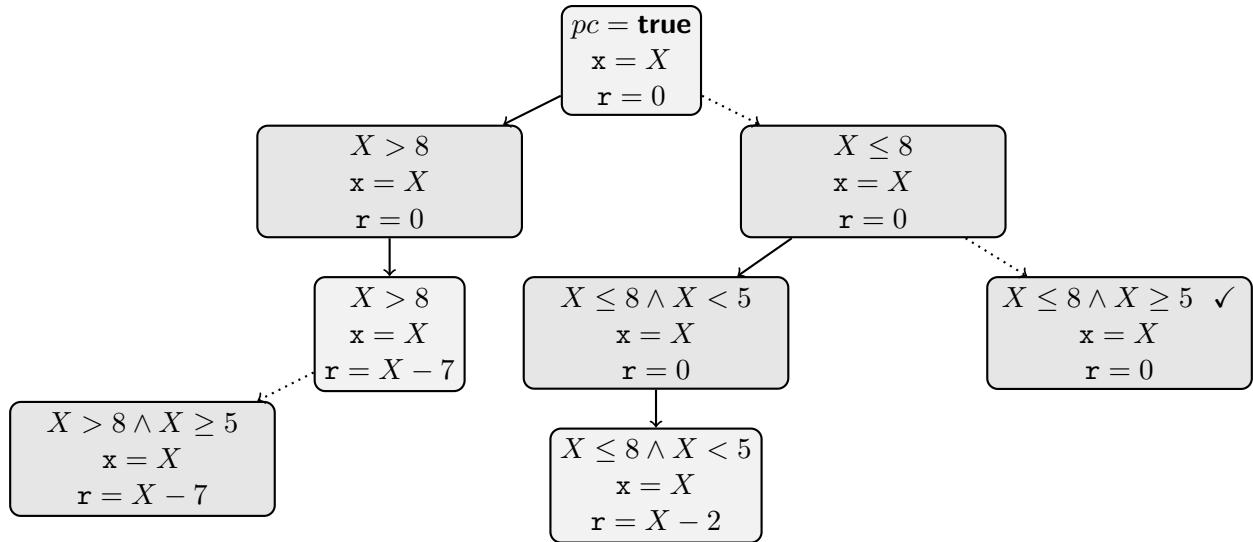 pc = true
x = X
r = 0
X > 8
x = X
r = 0
X ≤ 8
x = X
r = 0
X > 8
x = X
r = X − 7
X ≤ 8 ∧ X < 5
x = X
r = 0
X ≤ 8 ∧ X ≥ 5 ✓
x = X
r = 0
X > 8 ∧ X ≥ 5
x = X
r = X − 7
X ≤ 8 ∧ X < 5
x = X
r = X − 2